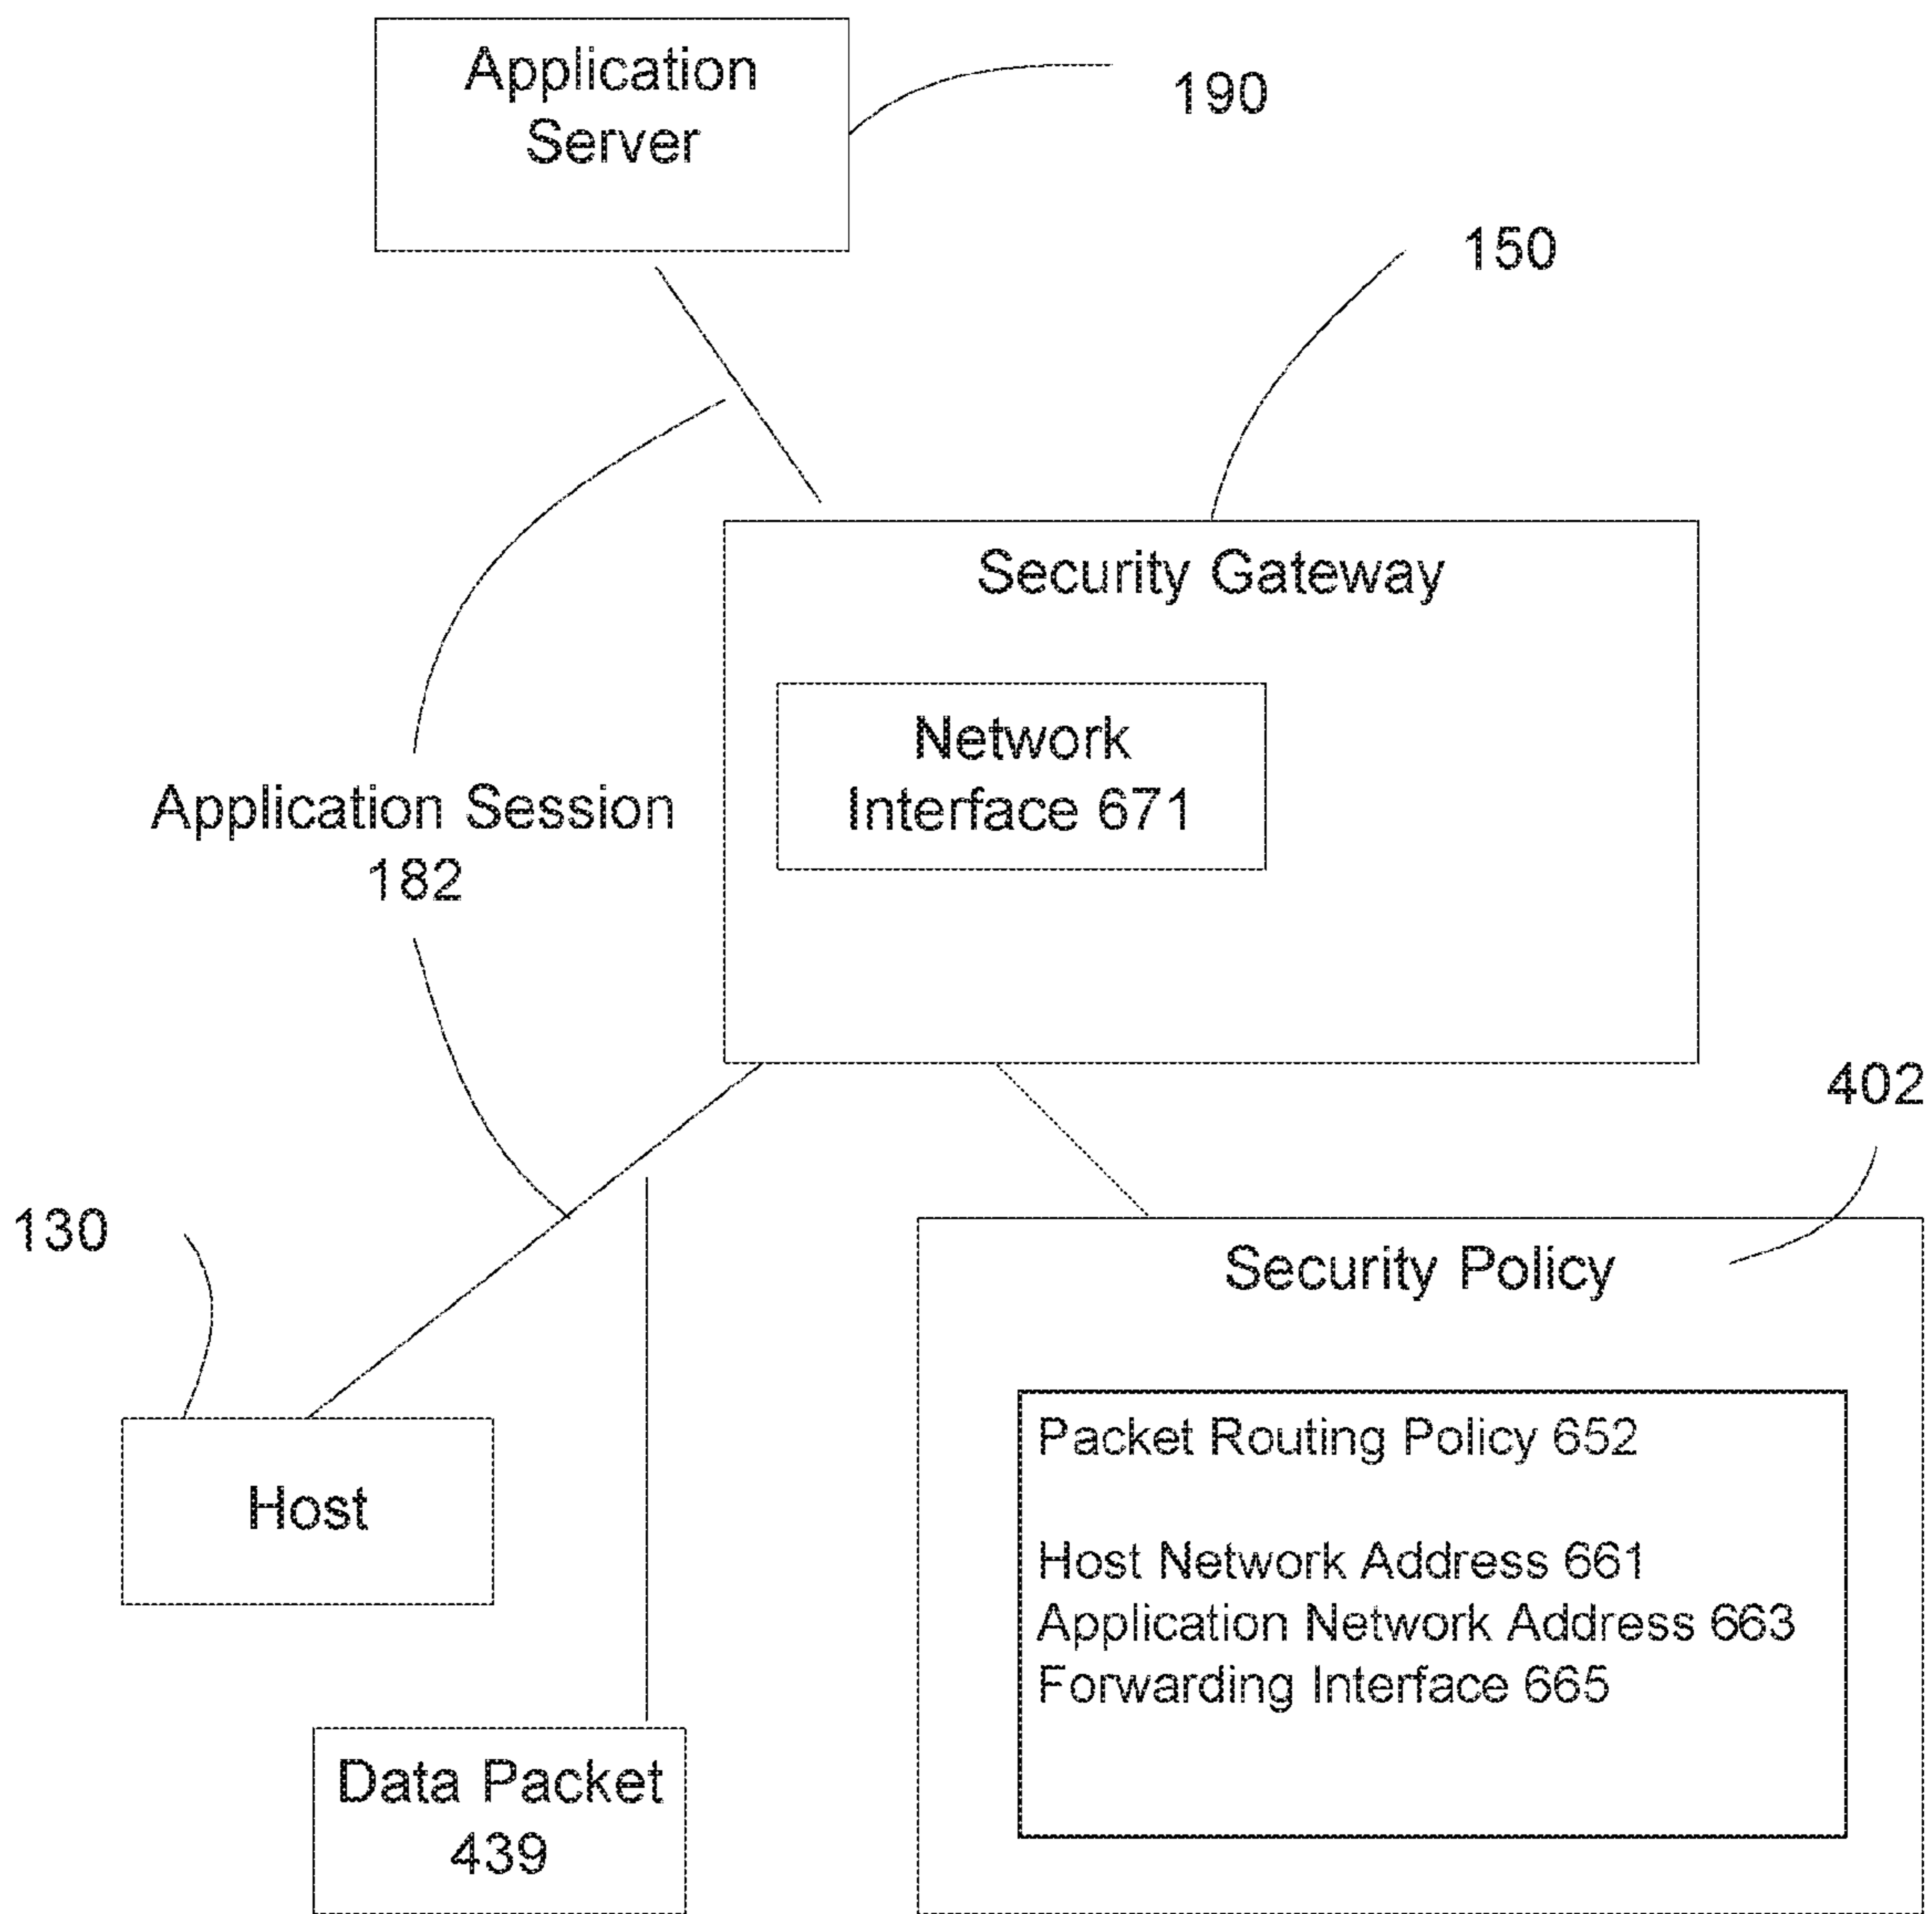 Application
Server
190
150
Security Gateway
Network
Interface 671
Application Session
182
402
130
Security Policy
Host
Packet Routing Policy 652
Host Network Address 661
Application Network Address 663
Forwarding Interface 665
Data Packet
439